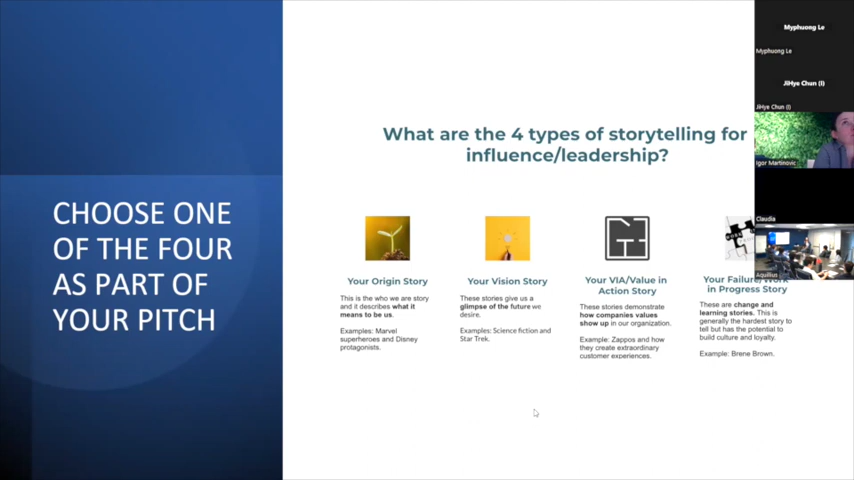 CHOOSE ONE
OF THE FOUR
AS PART OF
YOUR PITCH
What are the 4 types of storytelling for
influence/leadership?
Your Origin Story
This is the who we are story
and it describes what it
means to be us.
Examples: Marvel
superheroes and Disney
protagonists.
Your Vision Story
These stories give us a
glimpse of the future we
desire.
Examples: Science fiction and
Star Trek.
Your VIA/Value in
Action Story
These stories demonstrate
how companies values
show up in our organization.
Example: Zappos and how
they create extraordinary
customer experiences.
Your Failure/Work
in Progress Story
These are change and
learning stories. This is
generally the hardest story to
tell but has the potential to
build culture and loyalty.
Example: Brene Brown.
Myphuong Le
Myphuong Le
JiHye Chun (I)
JiHye Chun (I)
Igor Martinovic
Claudia
Aquilius